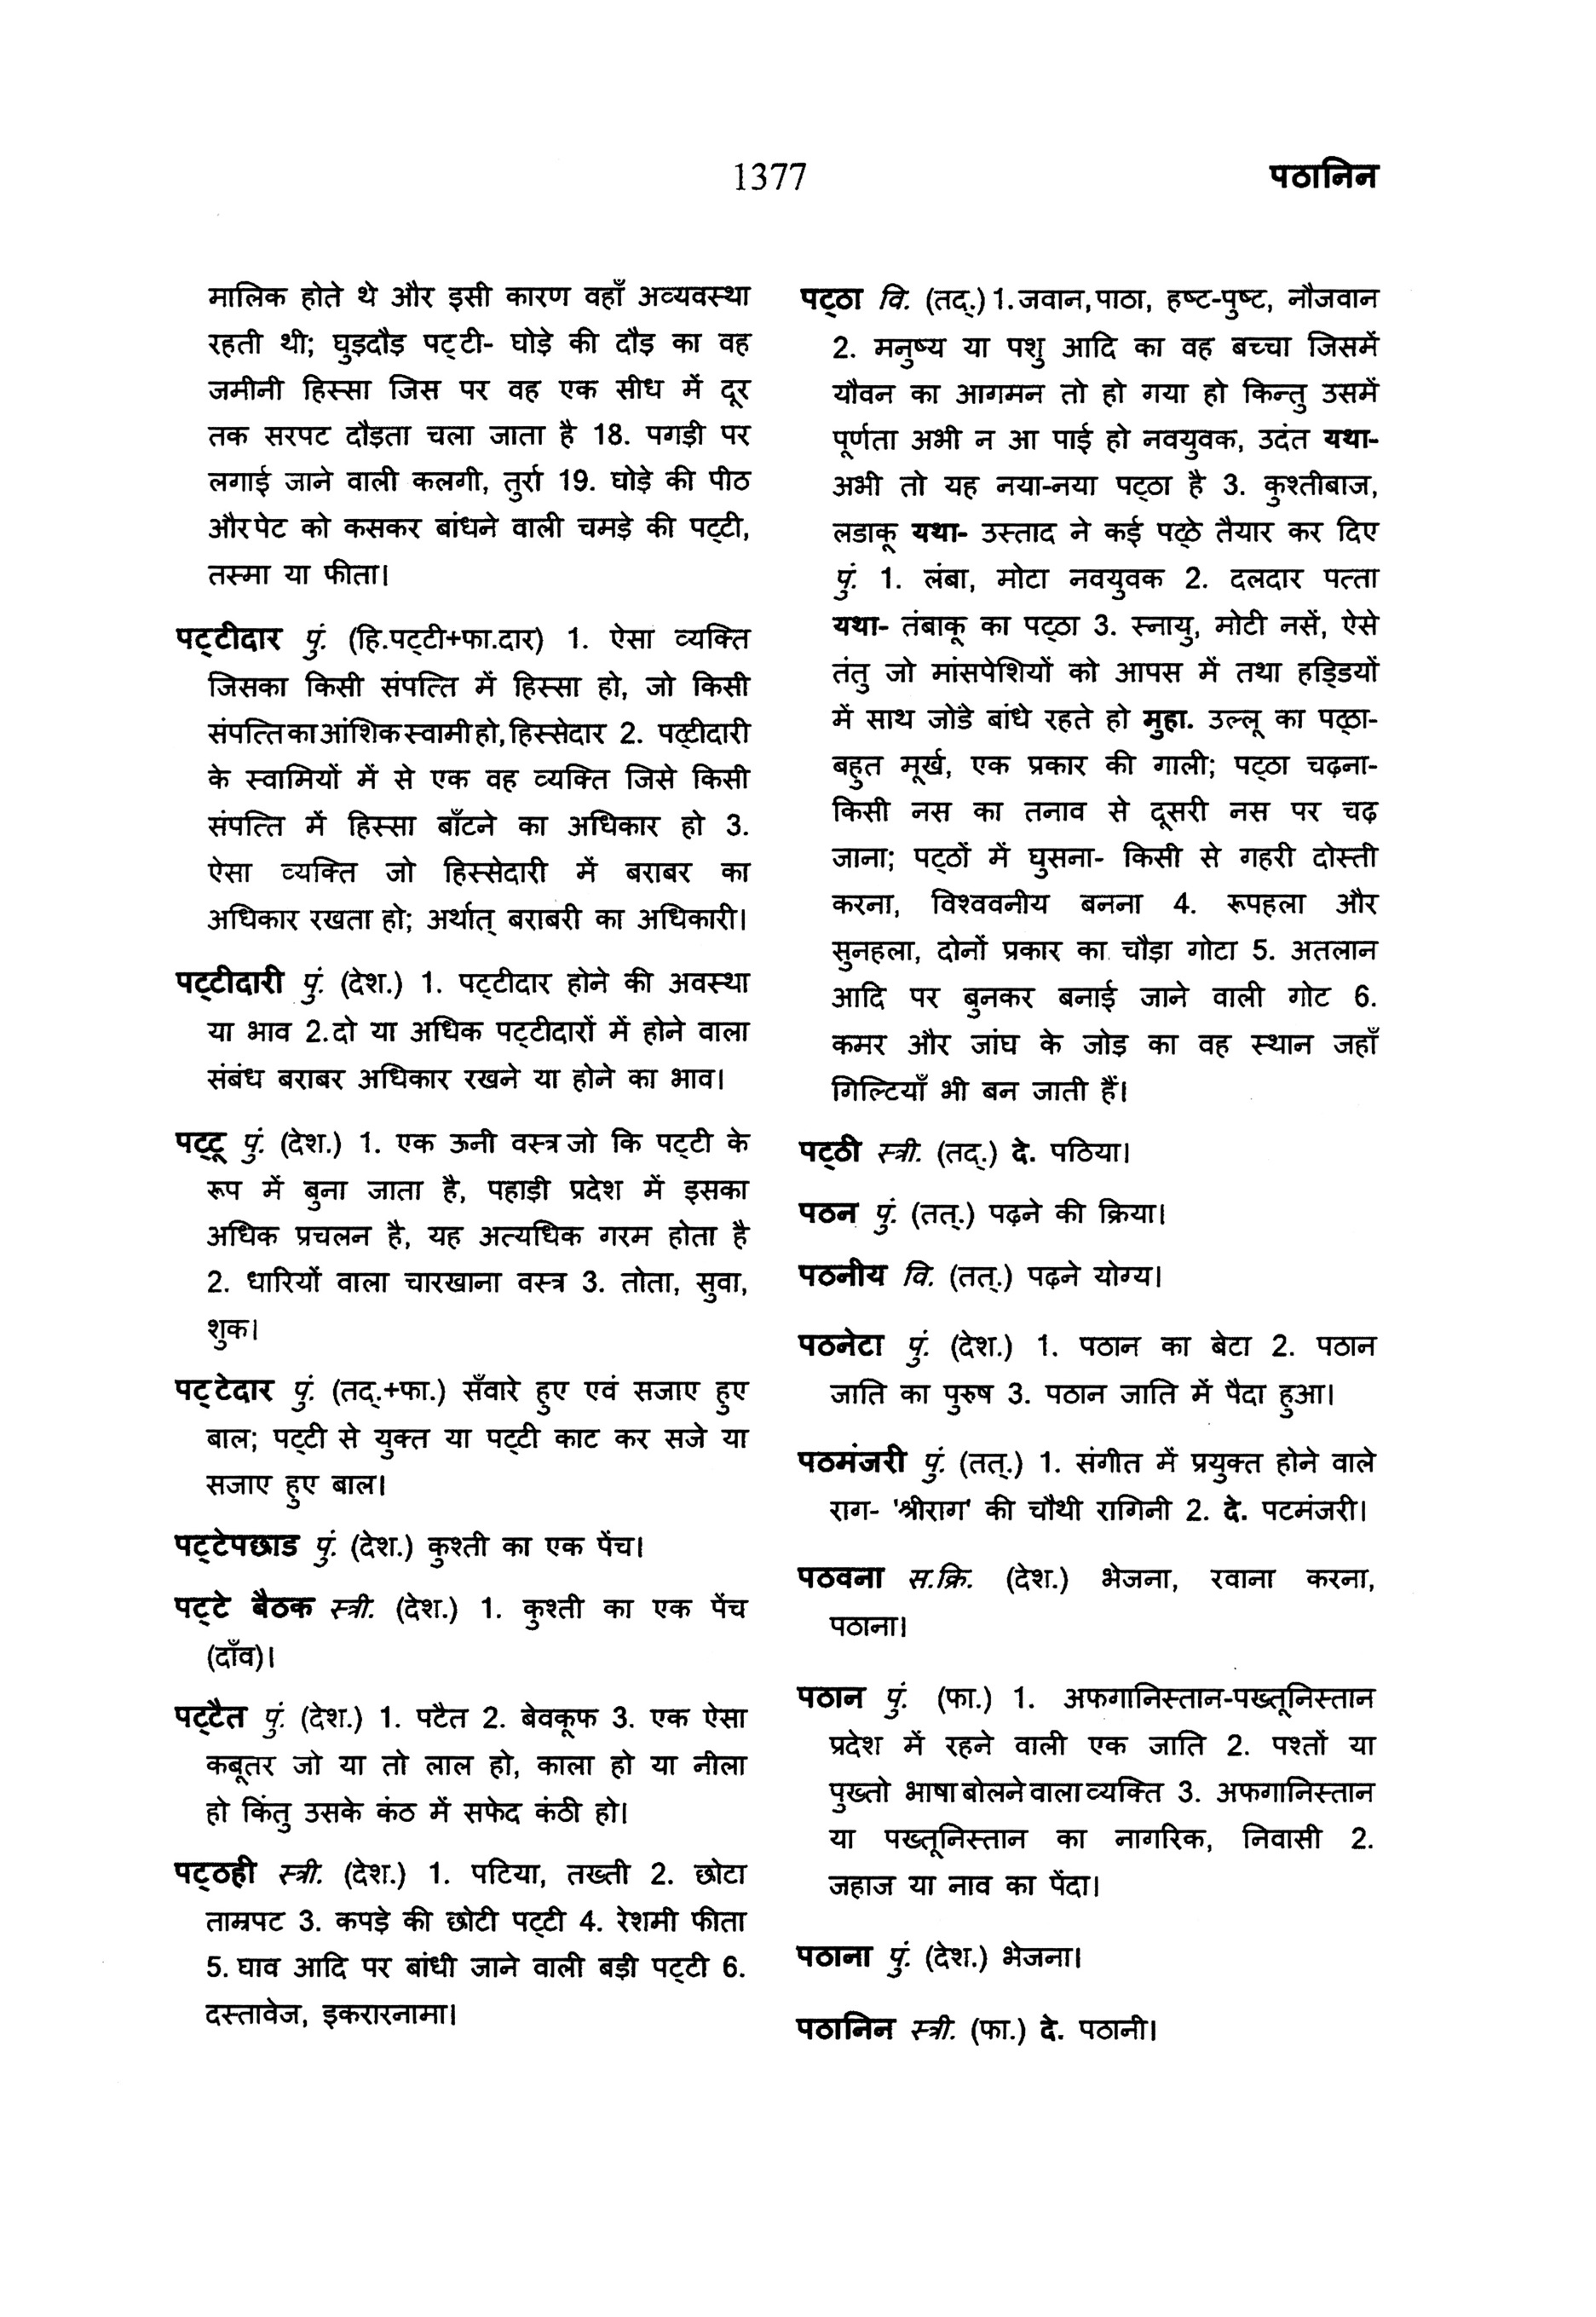 1377
पठानिन
मालिक होते थे और इसी कारण वहाँ अव्यवस्था
रहती थी; घुड़दौड़ पट्टी- घोड़े की दौड़ का वह
जमीनी हिस्सा जिस पर वह एक सीध में दूर
तक सरपट दौड़ता चला जाता है 18. पगड़ी पर
लगाई जाने वाली कलगी, तुर्रा 19. घोड़े की पीठ
और पेट को कसकर बांधने वाली चमड़े की पट्टी,
तस्मा या फीता।
पट्टीदार पुं. (हि.पट्टी+फा.दार) 1. ऐसा व्यक्ति
जिसका किसी संपत्ति में हिस्सा हो, जो किसी
संपत्ति का आंशिक स्वामी हो, हिस्सेदार 2. पट्टीदारी
के स्वामियों में से एक वह व्यक्ति जिसे किसी
संपत्ति में हिस्सा बाँटने का अधिकार हो 3.
ऐसा व्यक्ति जो हिस्सेदारी में बराबर का
अधिकार रखता हो; अर्थात् बराबरी का अधिकारी।
पट्टीदारी पुं. (देश.) 1. पट्टीदार होने की अवस्था
या भाव 2.दो या अधिक पट्टीदारों में होने वाला
संबंध बराबर अधिकार रखने या होने का भाव।
पट्टू पुं. (देश.) 1. एक ऊनी वस्त्र जो कि पट्टी के
रूप में बुना जाता है, पहाड़ी प्रदेश में इसका
अधिक प्रचलन है, यह अत्यधिक गरम होता है
2. धारियों वाला चारखाना वस्त्र 3. तोता, सुवा,
शुक।
पट्टेदार पुं. (तद्.+फा.) सँवारे हुए एवं सजाए हुए
बाल; पट्टी से युक्त या पट्टी काट कर सजे या
सजाए हुए बाल।
पट्टेपछाड पुं. (देश.) कुश्ती का एक पेंच।
पट्टे बैठक स्त्री. (देश.) 1. कुश्ती का एक पेंच
(दाँव)।
पट्टैत पुं. (देश.) 1. पटैत 2. बेवकूफ 3. एक ऐसा
कबूतर जो या तो लाल हो, काला हो या नीला
हो किंतु उसके कंठ में सफेद कंठी हो।
पट्ठही स्त्री. (देश.) 1. पटिया, तख्ती 2. छोटा
ताम्रपट 3. कपड़े की छोटी पट्टी 4. रेशमी फीता
5. घाव आदि पर बांधी जाने वाली बड़ी पट्टी 6.
दस्तावेज, इकरारनामा।
पट्ठा वि. (तद्.) 1.जवान,पाठा, हष्ट-पुष्ट, नौजवान
2. मनुष्य या पशु आदि का वह बच्चा जिसमें
यौवन का आगमन तो हो गया हो किन्तु उसमें
पूर्णता अभी न आ पाई हो नवयुवक, उदंत यथा-
अभी तो यह नया-नया पट्ठा है 3. कुश्तीबाज,
लडाकू यथा- उस्ताद ने कई पट्ठे तैयार कर दिए
पुं. 1. लंबा, मोटा नवयुवक 2. दलदार पत्ता
यथा- तंबाकू का पट्ठा 3. स्नायु, मोटी नसें, ऐसे
तंतु जो मांसपेशियों को आपस में तथा हड्डियों
में साथ जोडे बांधे रहते हो मुहा. उल्लू का पट्ठा-
बहुत मूर्ख, एक प्रकार की गाली; पट्ठा चढ़ना-
किसी नस का तनाव से दूसरी नस पर चढ़
जाना; पट्ठों में घुसना- किसी से गहरी दोस्ती
करना, विश्ववनीय बनना 4. रूपहला और
सुनहला, दोनों प्रकार का चौड़ा गोटा 5. अतलान
आदि पर बुनकर बनाई जाने वाली गोट 6.
कमर और जांघ के जोड़ का वह स्थान जहाँ
गिल्टियाँ भी बन जाती हैं।
पट्ठी स्त्री. (तद्.) दे. पठिया।
पठन पुं. (तत्.) पढ़ने की क्रिया।
पठनीय वि. (तत्.) पढ़ने योग्य।
पठनेटा पुं. (देश.) 1. पठान का बेटा 2. पठान
जाति का पुरुष 3. पठान जाति में पैदा हुआ।
पठमंजरी पुं. (तत्.) 1. संगीत में प्रयुक्त होने वाले
राग- 'श्रीराग' की चौथी रागिनी 2. दे. पटमंजरी।
पठवना स.क्रि. (देश.) भेजना, रवाना करना,
पठाना।
पठान पुं. (फा.) 1. अफगानिस्तान-पख्तूनिस्तान
प्रदेश में रहने वाली एक जाति 2. पश्तों या
पुख्तो भाषा बोलने वाला व्यक्ति 3. अफगानिस्तान
या पख्तूनिस्तान का नागरिक, निवासी 2.
जहाज या नाव का पेंदा।
पठाना पुं. (देश.) भेजना।
पठानिन स्त्री. (फा.) दे. पठानी।